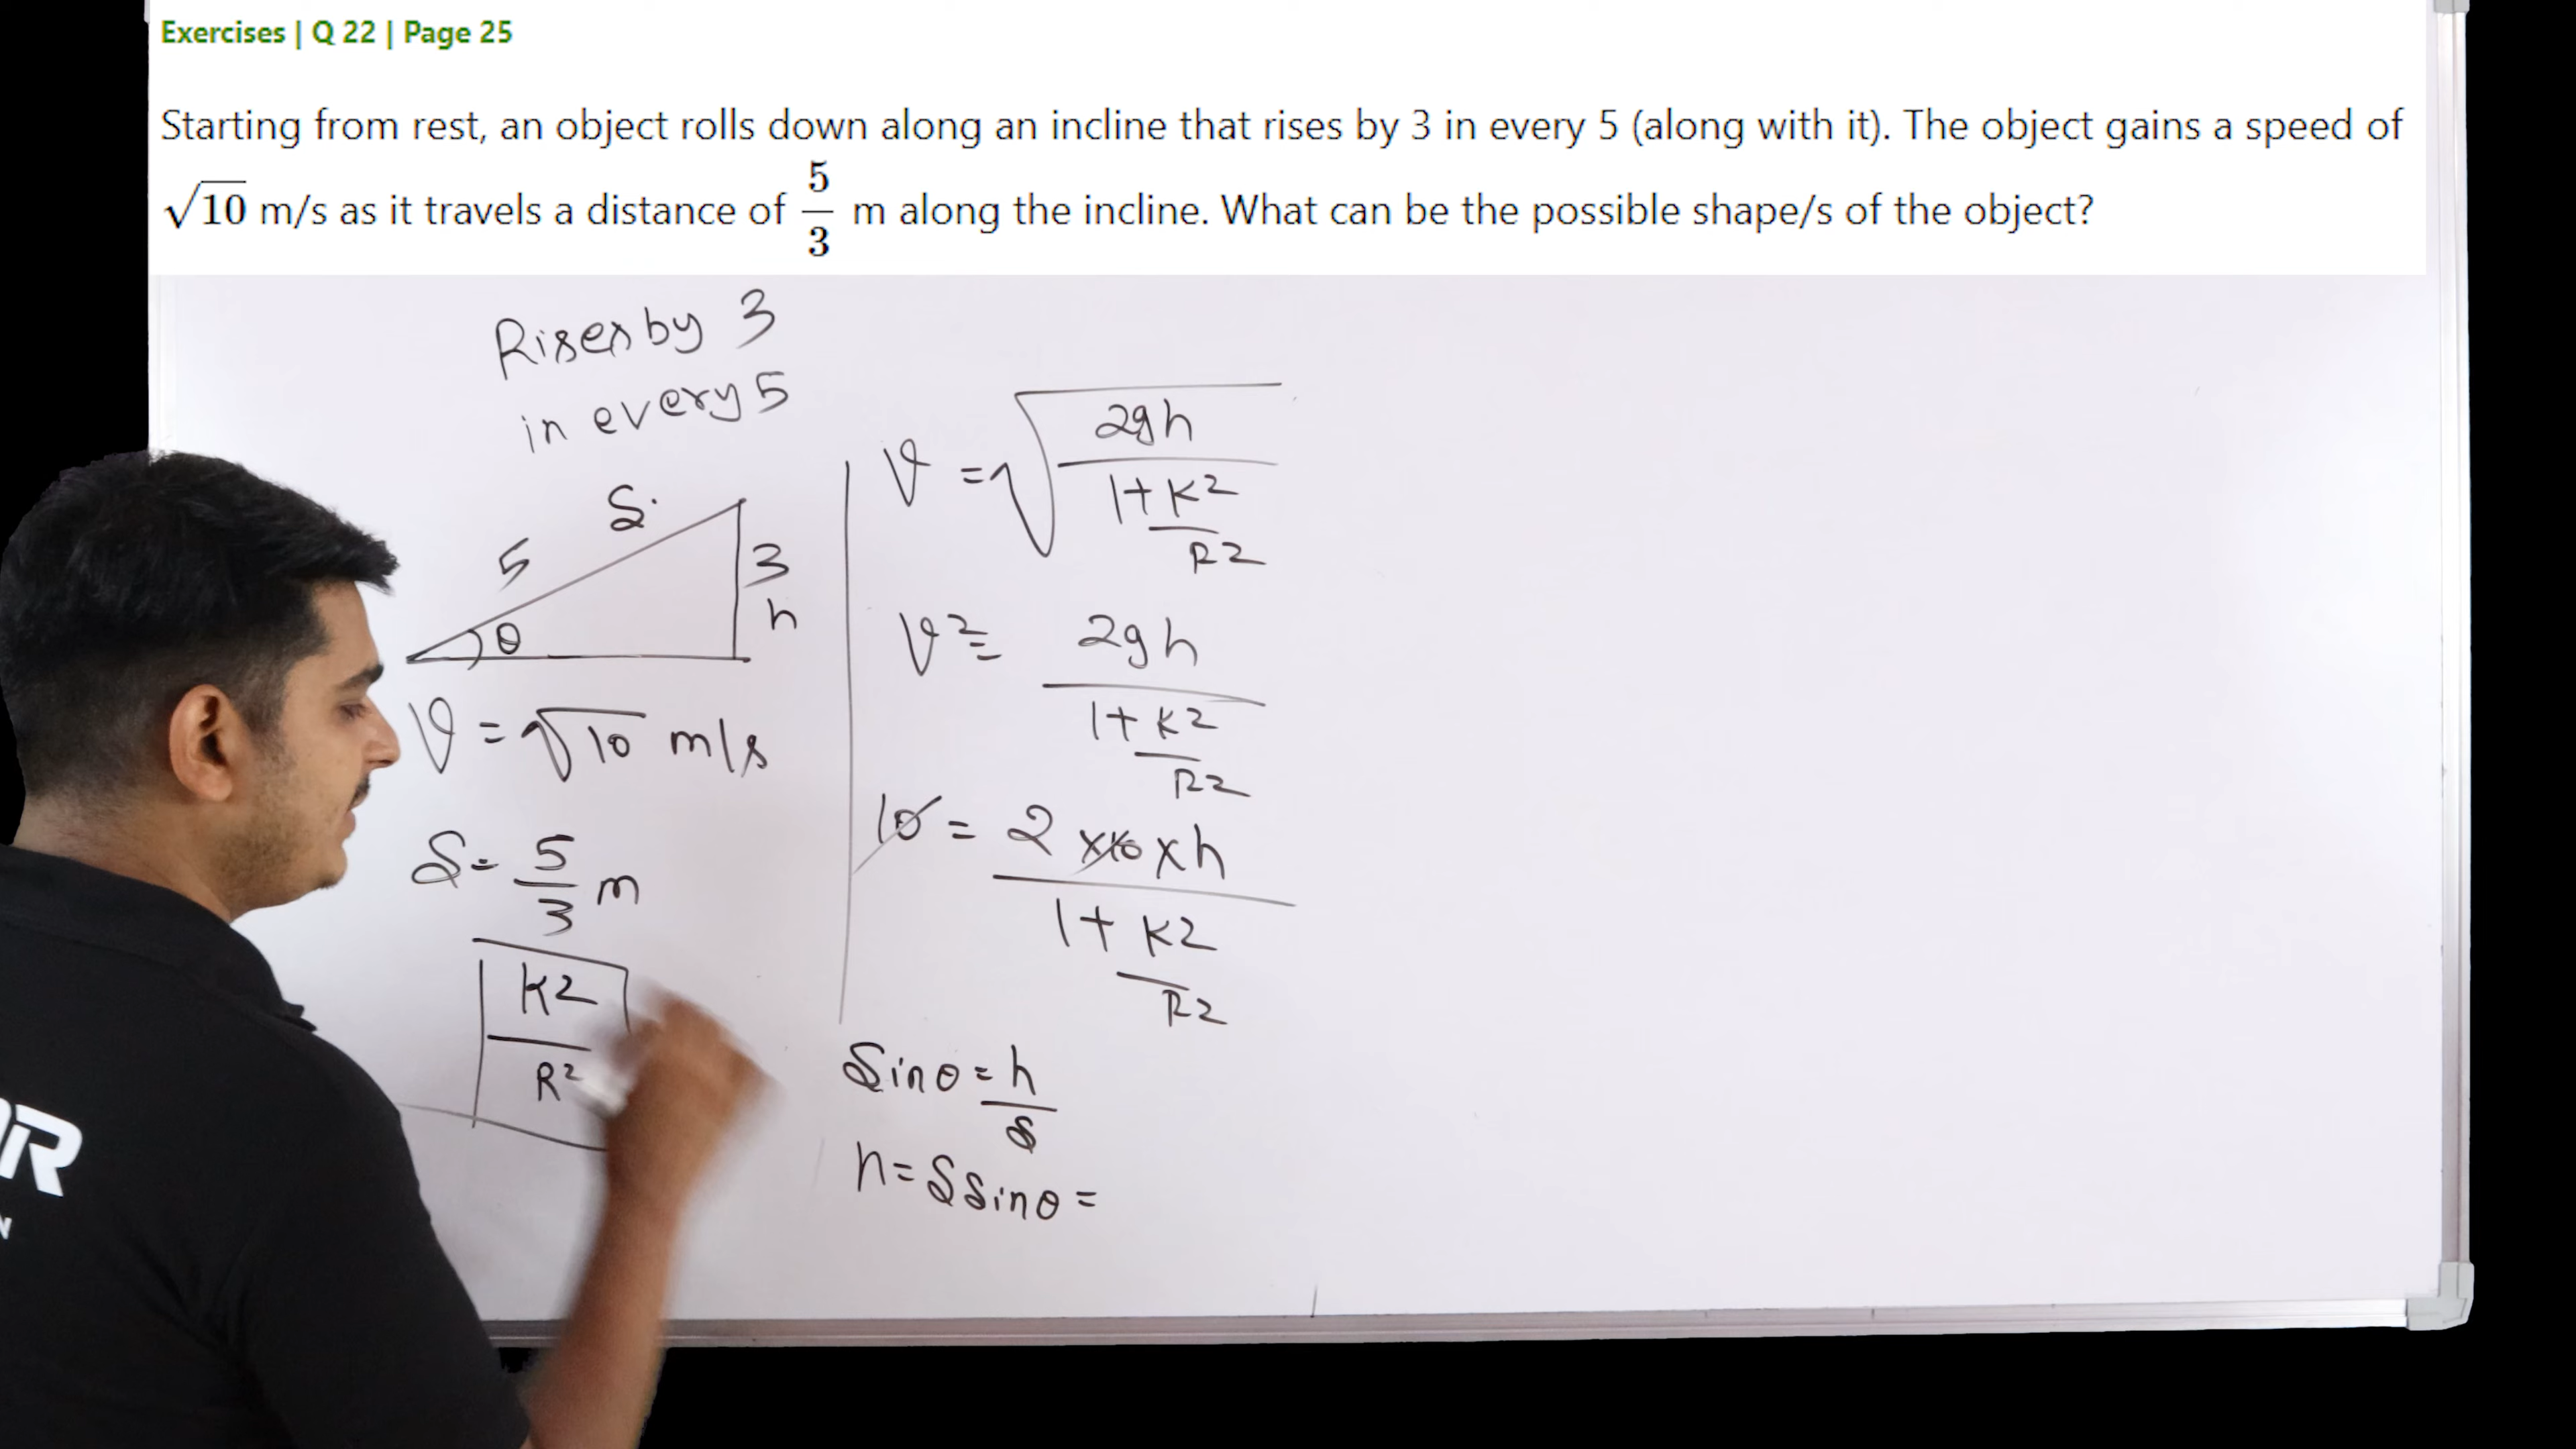 Exercises | Q 22 | Page 25
Starting from rest, an object rolls down along an incline that rises by 3 in every 5 (along with it). The object gains a speed of
√10 m/s as it travels a distance of 5/3 m along the incline. What can be the possible shape/s of the object?
Rises by 3
in every 5
S
5
3
h
θ
V = √10 m/s
S = 5/3 m
K2/R2
V = √(2gh/(1+K2/R2))
V2 = 2gh/(1+K2/R2)
10 = 2×10×h/(1+K2/R2)
Sinθ = h/S
h = S Sinθ =
R
N